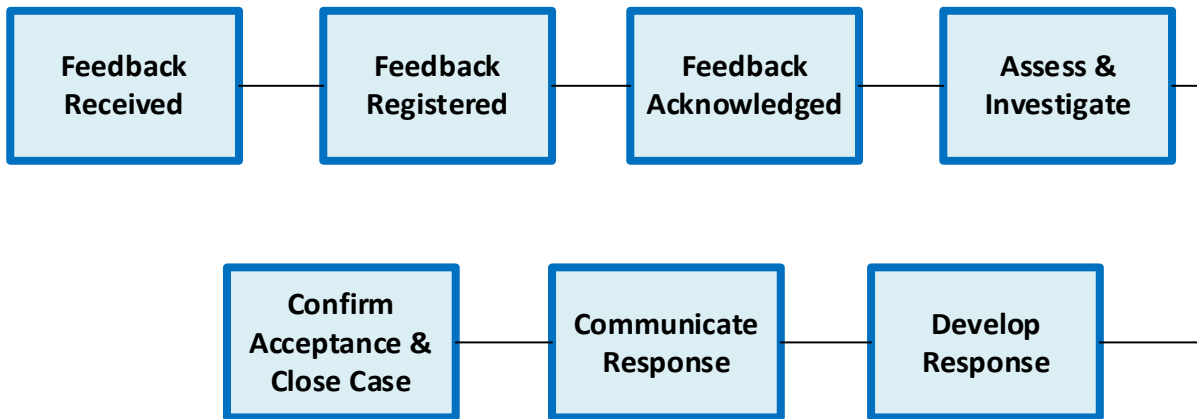 Feedback
Received
Feedback
Registered
Feedback
Acknowledged
Assess &
Investigate
Develop
Response
Communicate
Response
Confirm
Acceptance &
Close Case